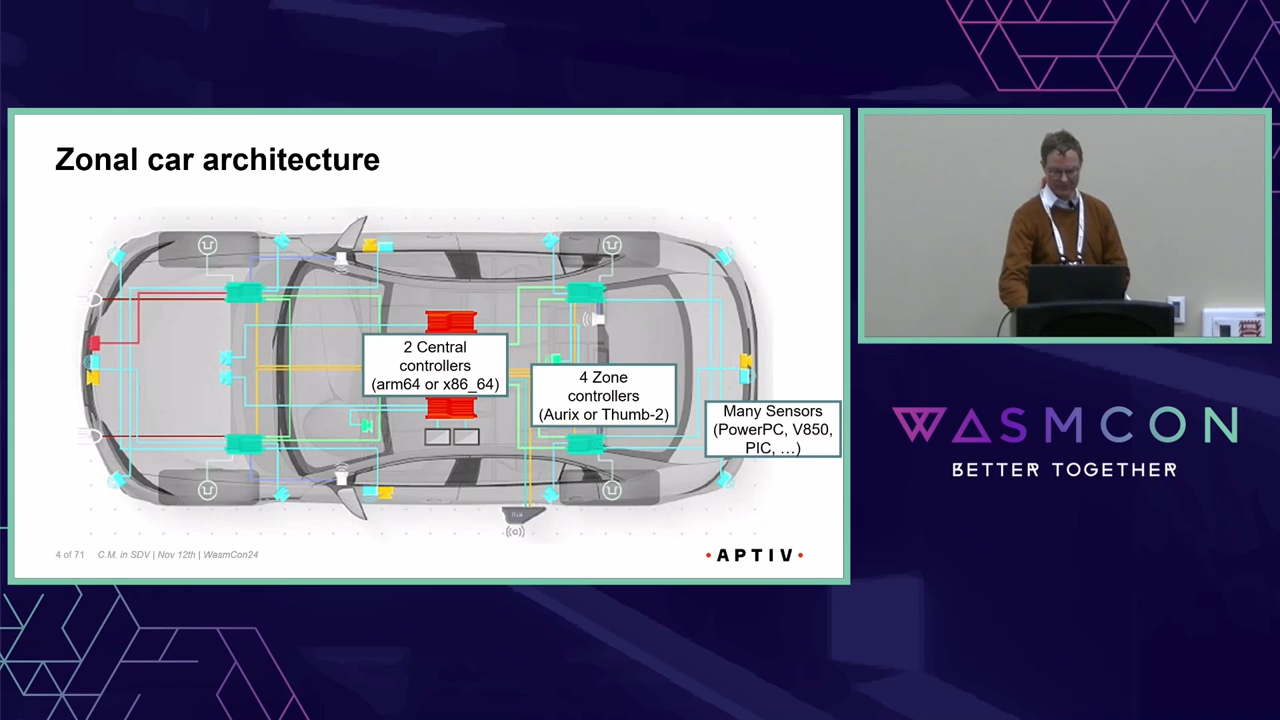 Zonal car architecture
2 Central
controllers
(arm64 or x86_64)
4 Zone
controllers
(Aurix or Thumb-2)
Many Sensors
(PowerPC, V850,
PIC, …)
4 of 71 C.M. in SDV | Nov 12th | WasmCon24
• A P T I V •
WASMCON
BETTER TOGETHER